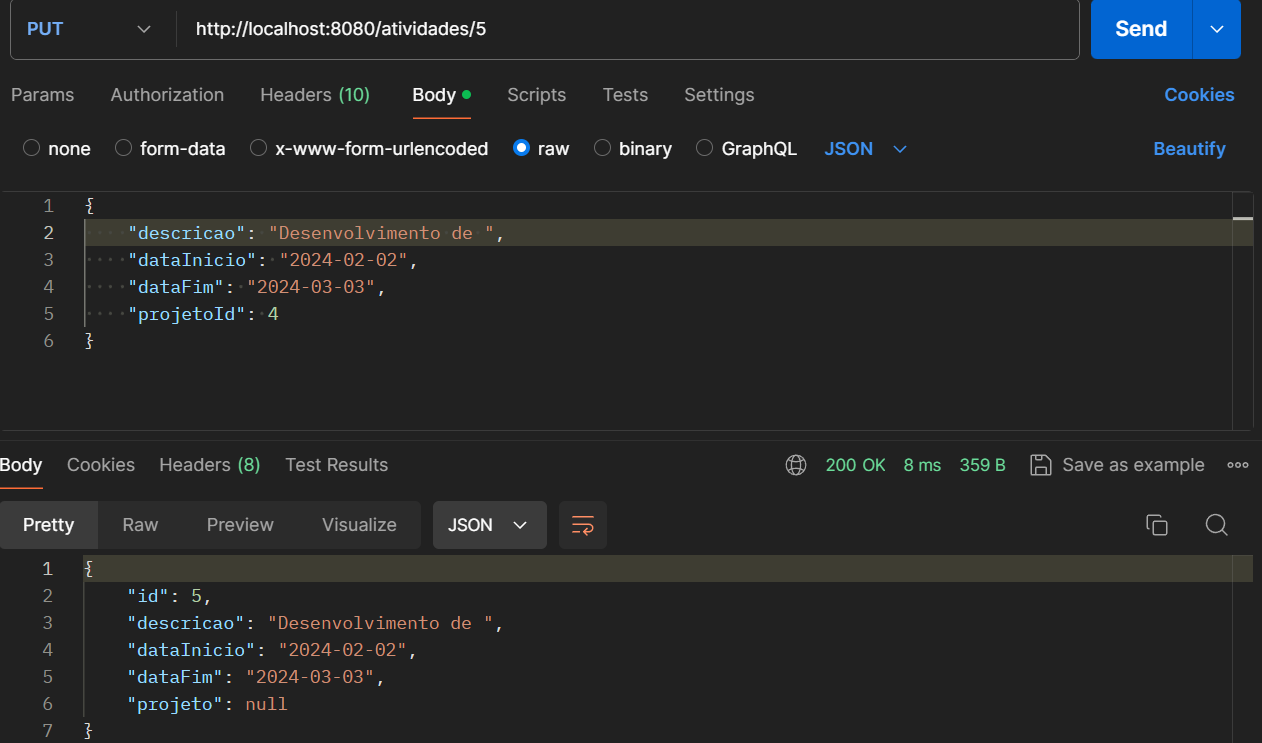 PUT http://localhost:8080/atividades/5 Send
Params Authorization Headers (10) Body Scripts Tests Settings Cookies
none form-data x-www-form-urlencoded raw binary GraphQL JSON Beautify
1 {
2 "descricao": "Desenvolvimento de ",
3 "dataInicio": "2024-02-02",
4 "dataFim": "2024-03-03",
5 "projetoId": 4
6 }
Body Cookies Headers (8) Test Results 200 OK 8 ms 359 B Save as example
Pretty Raw Preview Visualize JSON
1 {
2 "id": 5,
3 "descricao": "Desenvolvimento de ",
4 "dataInicio": "2024-02-02",
5 "dataFim": "2024-03-03",
6 "projeto": null
7 }